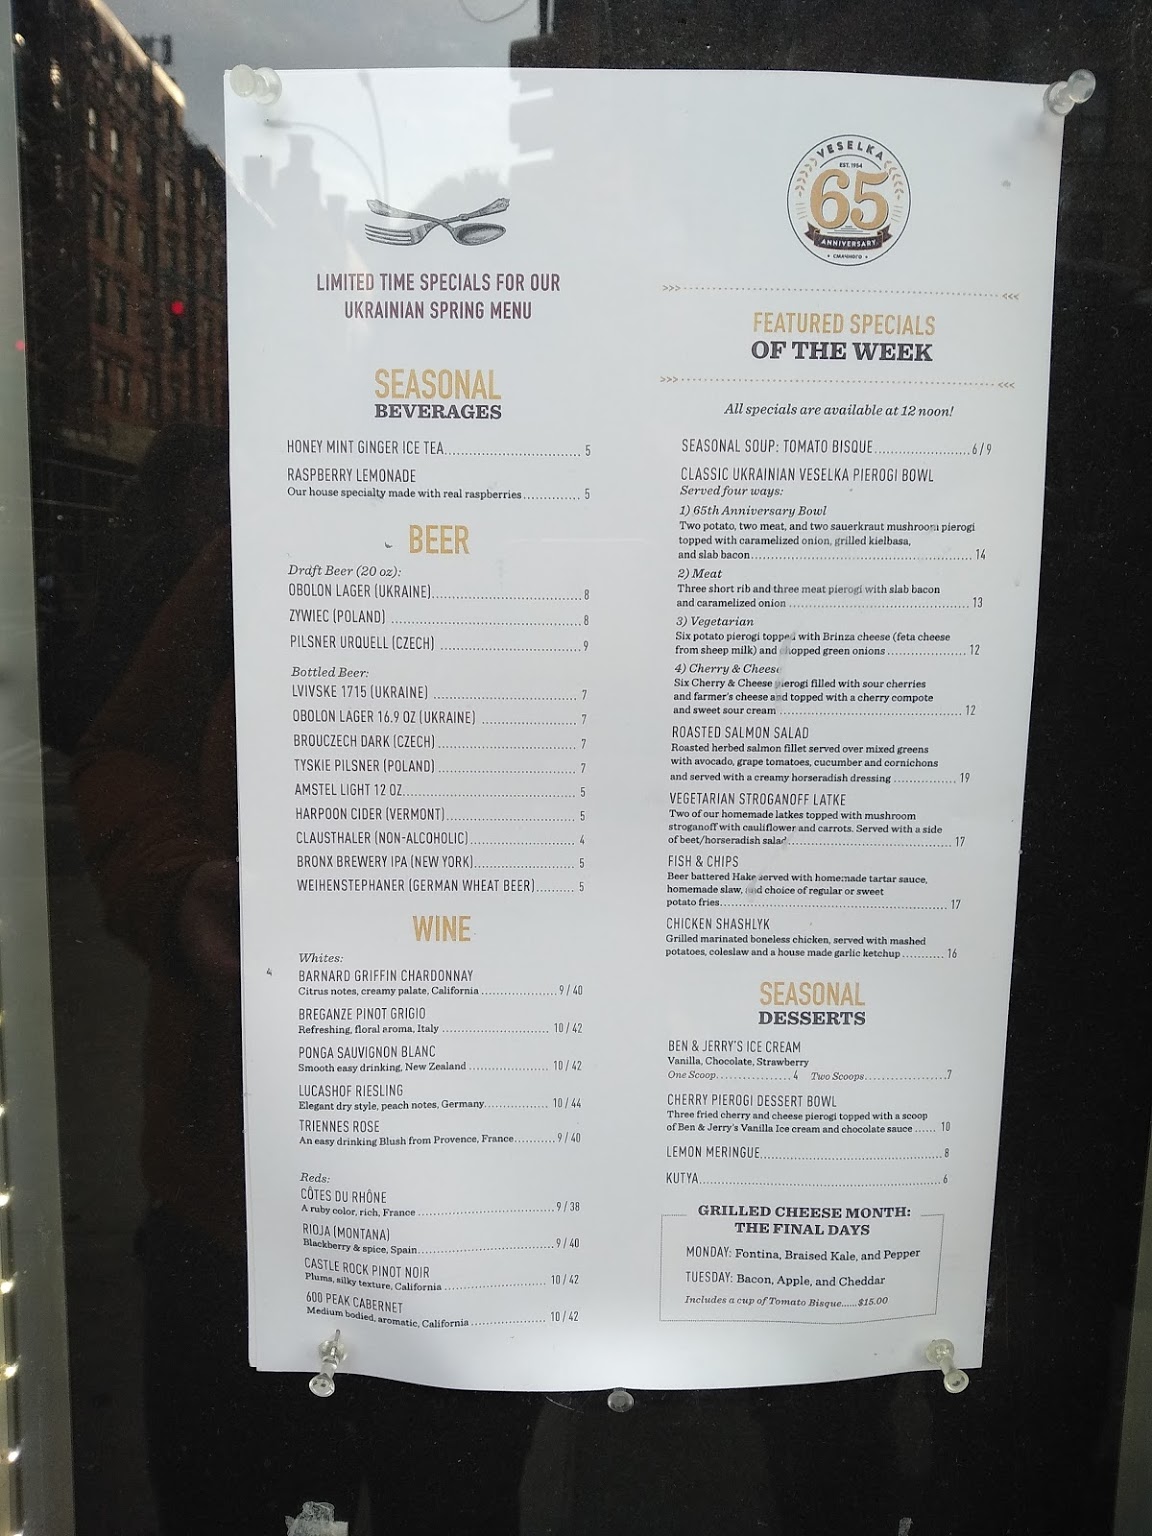 LIMITED TIME SPECIALS FOR OUR
UKRAINIAN SPRING MENU
SEASONAL
BEVERAGES
HONEY MINT GINGER ICE TEA 5
RASPBERRY LEMONADE
Our house specialty made with real raspberries 5
BEER
Draft Beer (20 oz):
OBOLON LAGER (UKRAINE) 8
ZYWIEC (POLAND) 8
PILSNER URQUELL (CZECH) 9
Bottled Beer:
LVIVSKE 1715 (UKRAINE) 7
OBOLON LAGER 16.9 OZ (UKRAINE) 7
BROUCZECH DARK (CZECH) 7
TYSKIE PILSNER (POLAND) 7
AMSTEL LIGHT 12 OZ 5
HARPOON CIDER (VERMONT) 5
CLAUSTHALER (NON-ALCOHOLIC) 4
BRONX BREWERY IPA (NEW YORK) 5
WEIHENSTEPHANER (GERMAN WHEAT BEER) 5
WINE
Whites:
BARNARD GRIFFIN CHARDONNAY
Citrus notes, creamy palate, California 9 / 40
BREGANZE PINOT GRIGIO
Refreshing, floral aroma, Italy 10 / 42
PONGA SAUVIGNON BLANC
Smooth easy drinking, New Zealand 10 / 42
LUCASHOF RIESLING
Elegant dry style, peach notes, Germany 10 / 44
TRIENNES ROSE
An easy drinking Blush from Provence, France 9 / 40
Reds:
CÔTES DU RHÔNE
A ruby color, rich, France 9 / 38
RIOJA (MONTANA)
Blackberry & spice, Spain 9 / 40
CASTLE ROCK PINOT NOIR
Plums, silky texture, California 10 / 42
600 PEAK CABERNET
Medium bodied, aromatic, California 10 / 42
VESELKA
EST. 1954
65
ANNIVERSARY
СМАЧНОГО
FEATURED SPECIALS
OF THE WEEK
All specials are available at 12 noon!
SEASONAL SOUP: TOMATO BISQUE 6 / 9
CLASSIC UKRAINIAN VESELKA PIEROGI BOWL
Served four ways:
1) 65th Anniversary Bowl
Two potato, two meat, and two sauerkraut mushroom pierogi
topped with caramelized onion, grilled kielbasa,
and slab bacon 14
2) Meat
Three short rib and three meat pierogi with slab bacon
and caramelized onion 13
3) Vegetarian
Six potato pierogi topped with Brinza cheese (feta cheese
from sheep milk) and chopped green onions 12
4) Cherry & Cheese
Six Cherry & Cheese pierogi filled with sour cherries
and farmer's cheese and topped with a cherry compote
and sweet sour cream 12
ROASTED SALMON SALAD
Roasted herbed salmon fillet served over mixed greens
with avocado, grape tomatoes, cucumber and cornichons
and served with a creamy horseradish dressing 19
VEGETARIAN STROGANOFF LATKE
Two of our homemade latkes topped with mushroom
stroganoff with cauliflower and carrots. Served with a side
of beet/horseradish salad 17
FISH & CHIPS
Beer battered Hake served with homemade tartar sauce,
homemade slaw, and choice of regular or sweet
potato fries 17
CHICKEN SHASHLYK
Grilled marinated boneless chicken, served with mashed
potatoes, coleslaw and a house made garlic ketchup 16
SEASONAL
DESSERTS
BEN & JERRY'S ICE CREAM
Vanilla, Chocolate, Strawberry
One Scoop 4 Two Scoops 7
CHERRY PIEROGI DESSERT BOWL
Three fried cherry and cheese pierogi topped with a scoop
of Ben & Jerry's Vanilla Ice cream and chocolate sauce 10
LEMON MERINGUE 8
KUTYA 6
GRILLED CHEESE MONTH:
THE FINAL DAYS
MONDAY: Fontina, Braised Kale, and Pepper
TUESDAY: Bacon, Apple, and Cheddar
Includes a cup of Tomato Bisque......$15.00